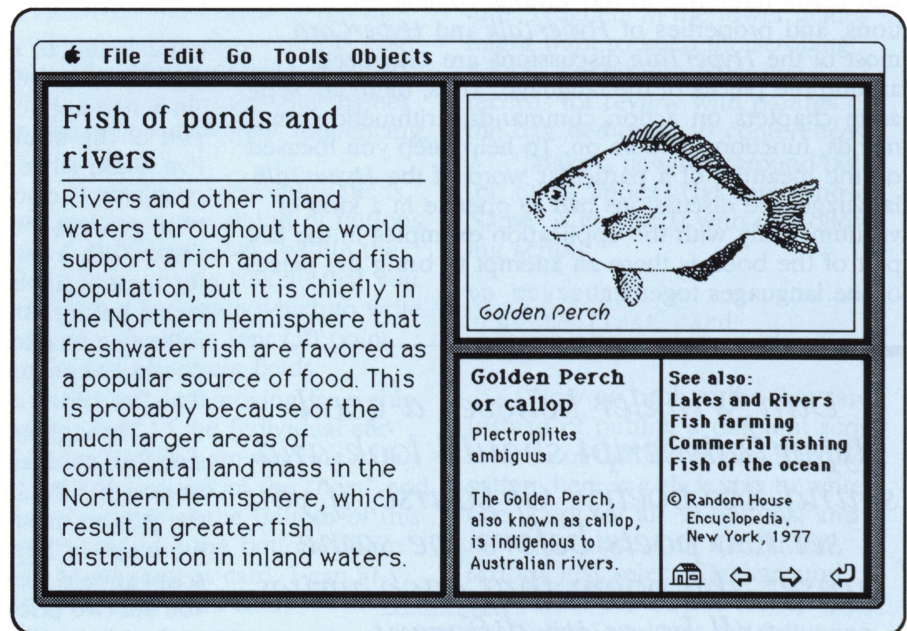 File Edit Go Tools Objects
Fish of ponds and
rivers
Rivers and other inland
waters throughout the world
support a rich and varied fish
population, but it is chiefly in
the Northern Hemisphere that
freshwater fish are favored as
a popular source of food. This
is probably because of the
much larger areas of
continental land mass in the
Northern Hemisphere, which
result in greater fish
distribution in inland waters.
Golden Perch
Golden Perch
or callop
Plectroplites
ambiguus
The Golden Perch,
also known as callop,
is indigenous to
Australian rivers.
See also:
Lakes and Rivers
Fish farming
Commerial fishing
Fish of the ocean
© Random House
Encyclopedia,
New York, 1977